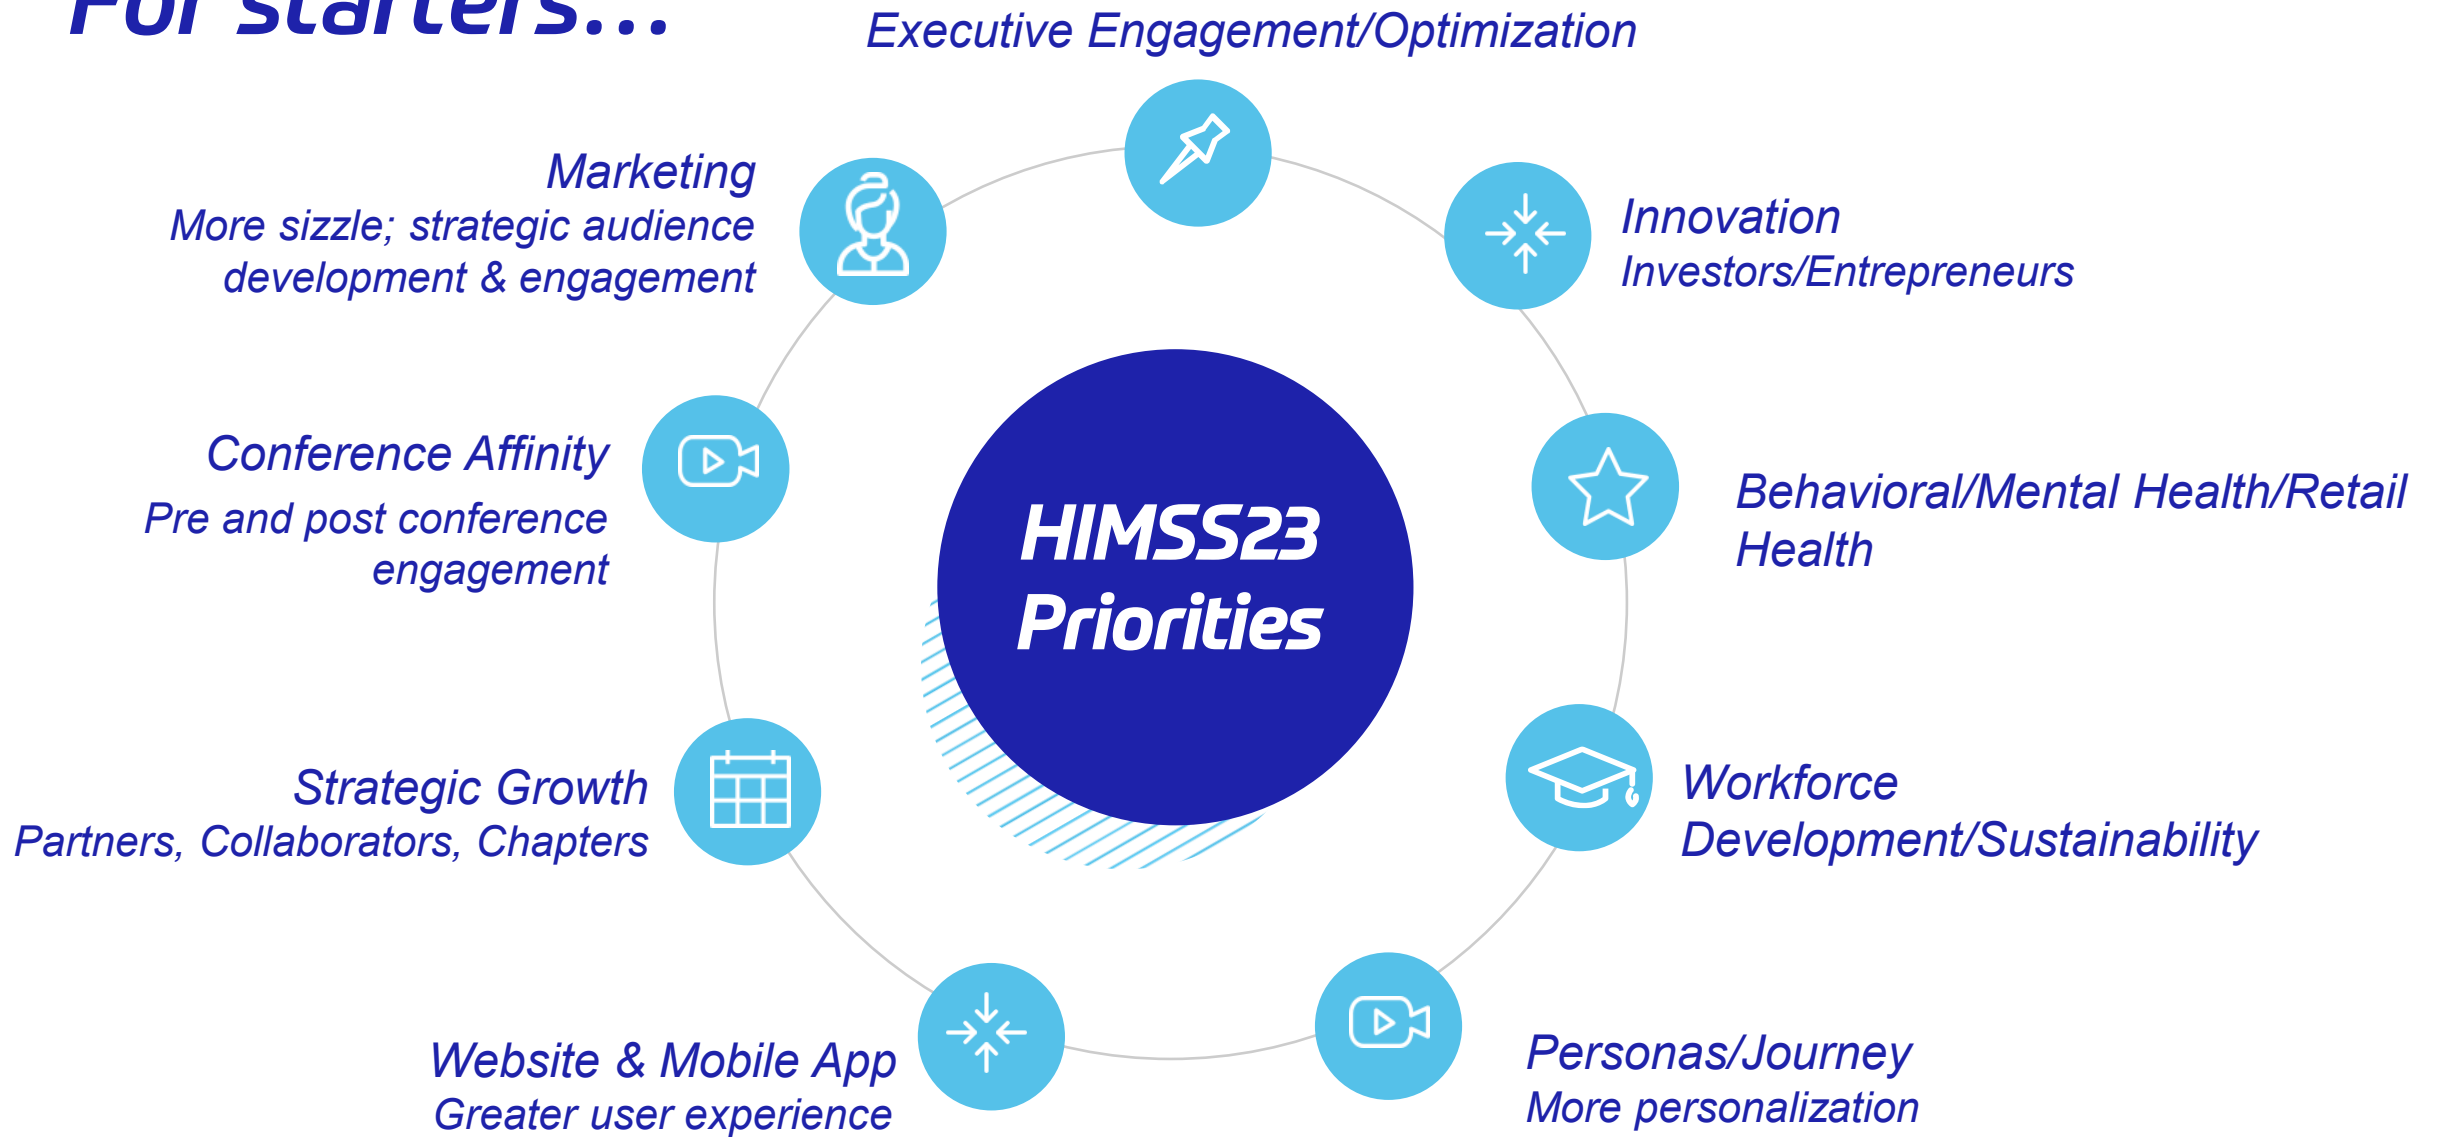 For starters...
Executive Engagement/Optimization
Marketing
More sizzle; strategic audience
development & engagement
Innovation
Investors/Entrepreneurs
Conference Affinity
Pre and post conference
engagement
HIMSS23
Priorities
Behavioral/Mental Health/Retail
Health
Strategic Growth
Partners, Collaborators, Chapters
Workforce
Development/Sustainability
Website & Mobile App
Greater user experience
Personas/Journey
More personalization